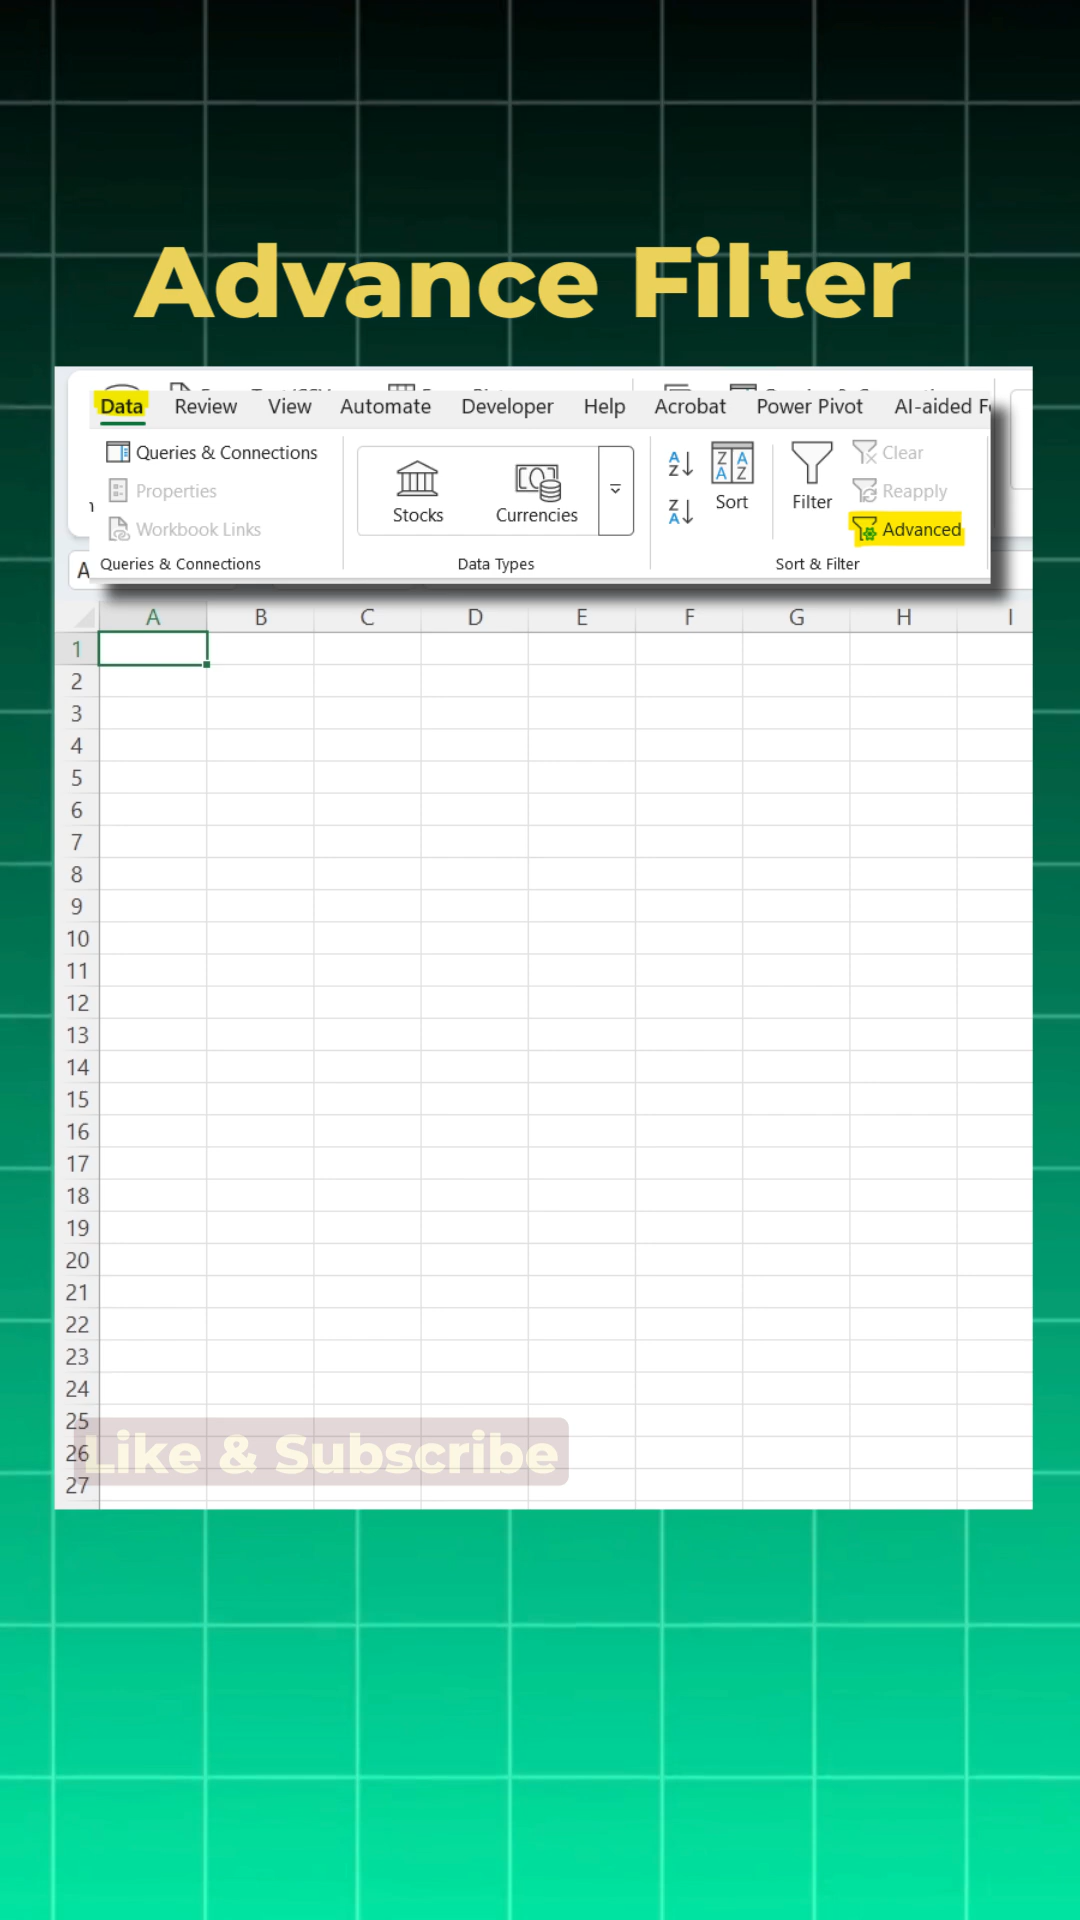 Advance Filter
Data Review View Automate Developer Help Acrobat Power Pivot AI-aided
Queries & Connections
Properties
Workbook Links
Queries & Connections
Stocks Currencies
Data Types
Sort Filter
Clear
Reapply
Advanced
Sort & Filter
A
A B C D E F G H I
1
2
3
4
5
6
7
8
9
10
11
12
13
14
15
16
17
18
19
20
21
22
23
24
25
26
27
Like & Subscribe